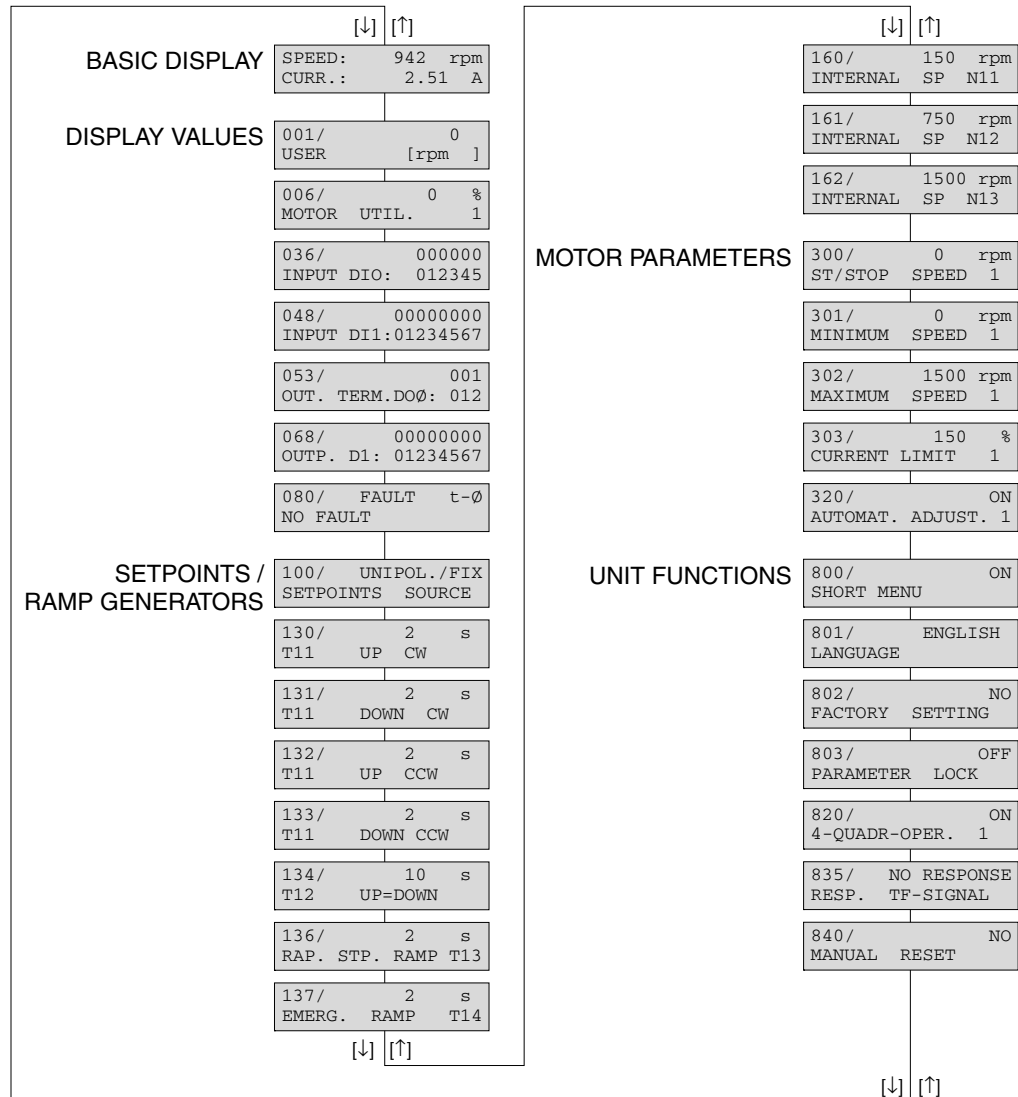 [↓] [↑]
BASIC DISPLAY
SPEED: 942 rpm
CURR.: 2.51 A
DISPLAY VALUES
001/ 0
USER [rpm ]
006/ 0 %
MOTOR UTIL. 1
036/ 000000
INPUT DIO: 012345
048/ 00000000
INPUT DI1:01234567
053/ 001
OUT. TERM.DOØ: 012
068/ 00000000
OUTP. D1: 01234567
080/ FAULT t-Ø
NO FAULT
SETPOINTS /
RAMP GENERATORS
100/ UNIPOL./FIX
SETPOINTS SOURCE
130/ 2 s
T11 UP CW
131/ 2 s
T11 DOWN CW
132/ 2 s
T11 UP CCW
133/ 2 s
T11 DOWN CCW
134/ 10 s
T12 UP=DOWN
136/ 2 s
RAP. STP. RAMP T13
137/ 2 s
EMERG. RAMP T14
[↓] [↑]
[↓] [↑]
160/ 150 rpm
INTERNAL SP N11
161/ 750 rpm
INTERNAL SP N12
162/ 1500 rpm
INTERNAL SP N13
MOTOR PARAMETERS
300/ 0 rpm
ST/STOP SPEED 1
301/ 0 rpm
MINIMUM SPEED 1
302/ 1500 rpm
MAXIMUM SPEED 1
303/ 150 %
CURRENT LIMIT 1
320/ ON
AUTOMAT. ADJUST. 1
UNIT FUNCTIONS
800/ ON
SHORT MENU
801/ ENGLISH
LANGUAGE
802/ NO
FACTORY SETTING
803/ OFF
PARAMETER LOCK
820/ ON
4-QUADR-OPER. 1
835/ NO RESPONSE
RESP. TF-SIGNAL
840/ NO
MANUAL RESET
[↓] [↑]